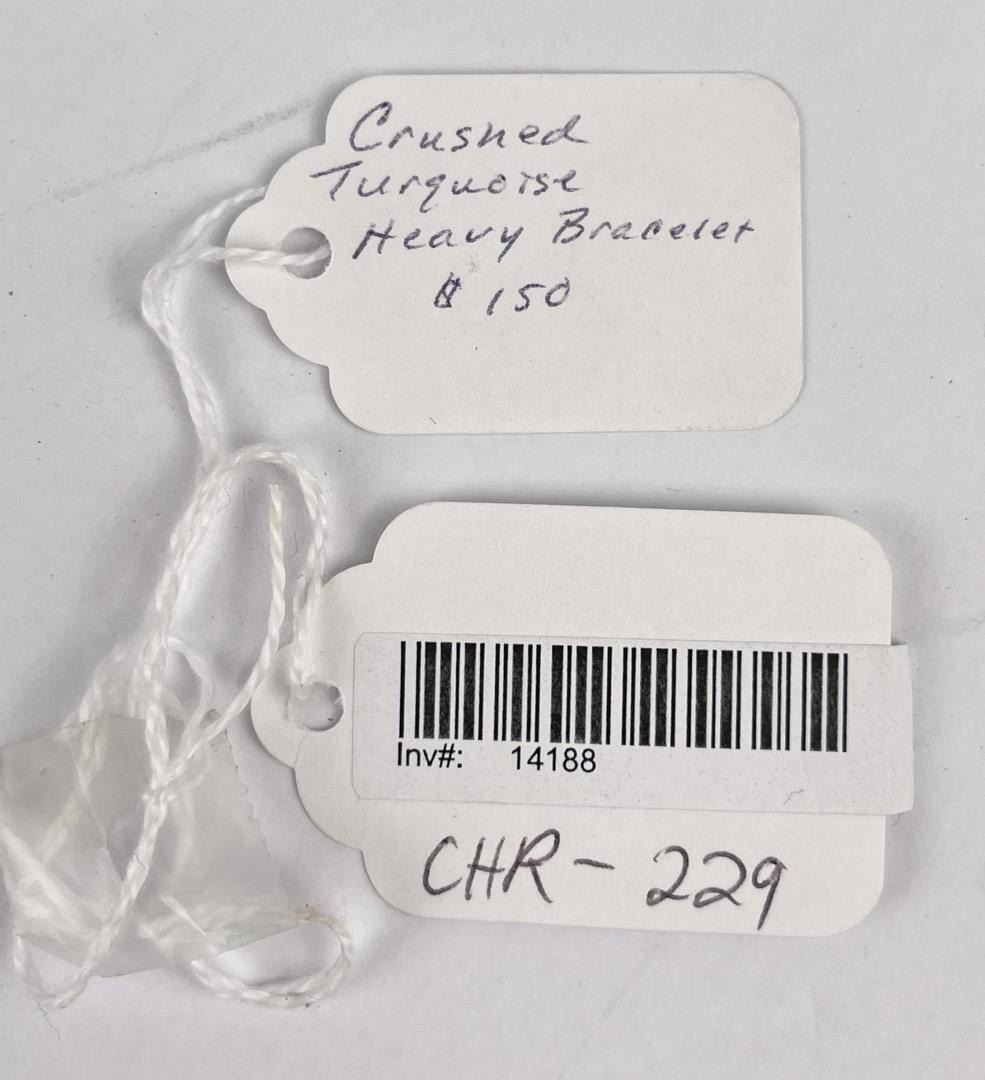 Crushed
Turquoise
Heavy Bracelet
$150
Inv#: 14188
CHR-229